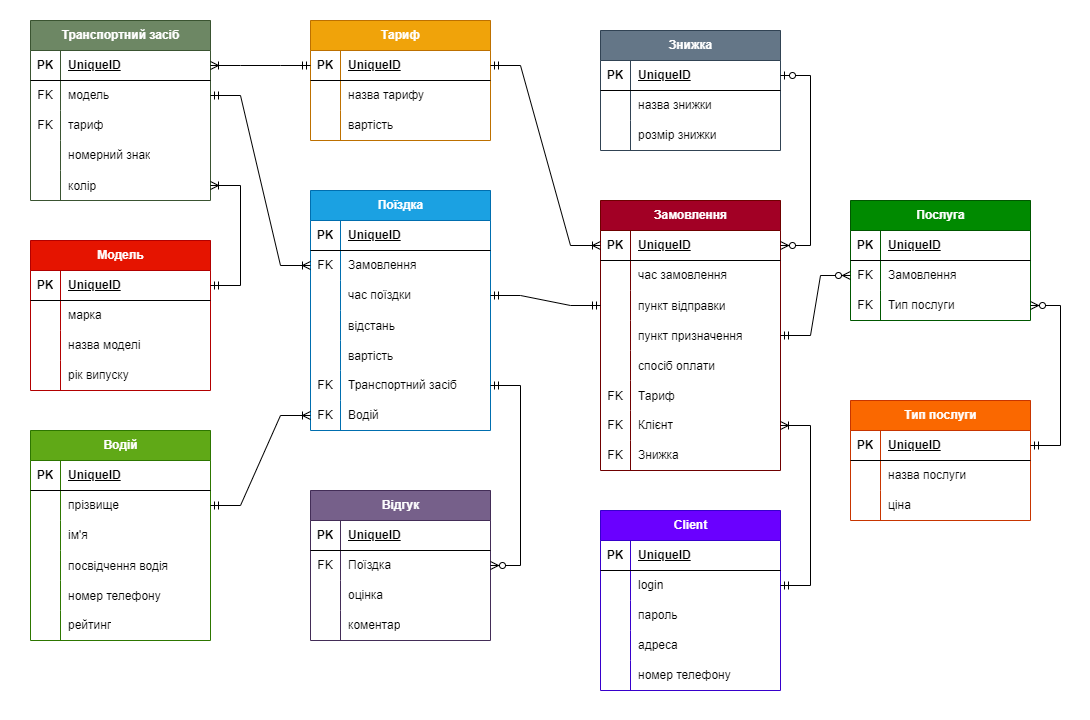 Транспортний засіб
PK UniqueID
FK модель
FK тариф
номерний знак
колір
Тариф
PK UniqueID
назва тарифу
вартість
Знижка
PK UniqueID
назва знижки
розмір знижки
Поїздка
PK UniqueID
FK Замовлення
час поїздки
відстань
вартість
FK Транспортний засіб
FK Водій
Замовлення
PK UniqueID
час замовлення
пункт відправки
пункт призначення
спосіб оплати
FK Тариф
FK Клієнт
FK Знижка
Послуга
PK UniqueID
FK Замовлення
FK Тип послуги
Модель
PK UniqueID
марка
назва моделі
рік випуску
Тип послуги
PK UniqueID
назва послуги
ціна
Водій
PK UniqueID
прізвище
ім'я
посвідчення водія
номер телефону
рейтинг
Відгук
PK UniqueID
FK Поїздка
оцінка
коментар
Client
PK UniqueID
login
пароль
адреса
номер телефону